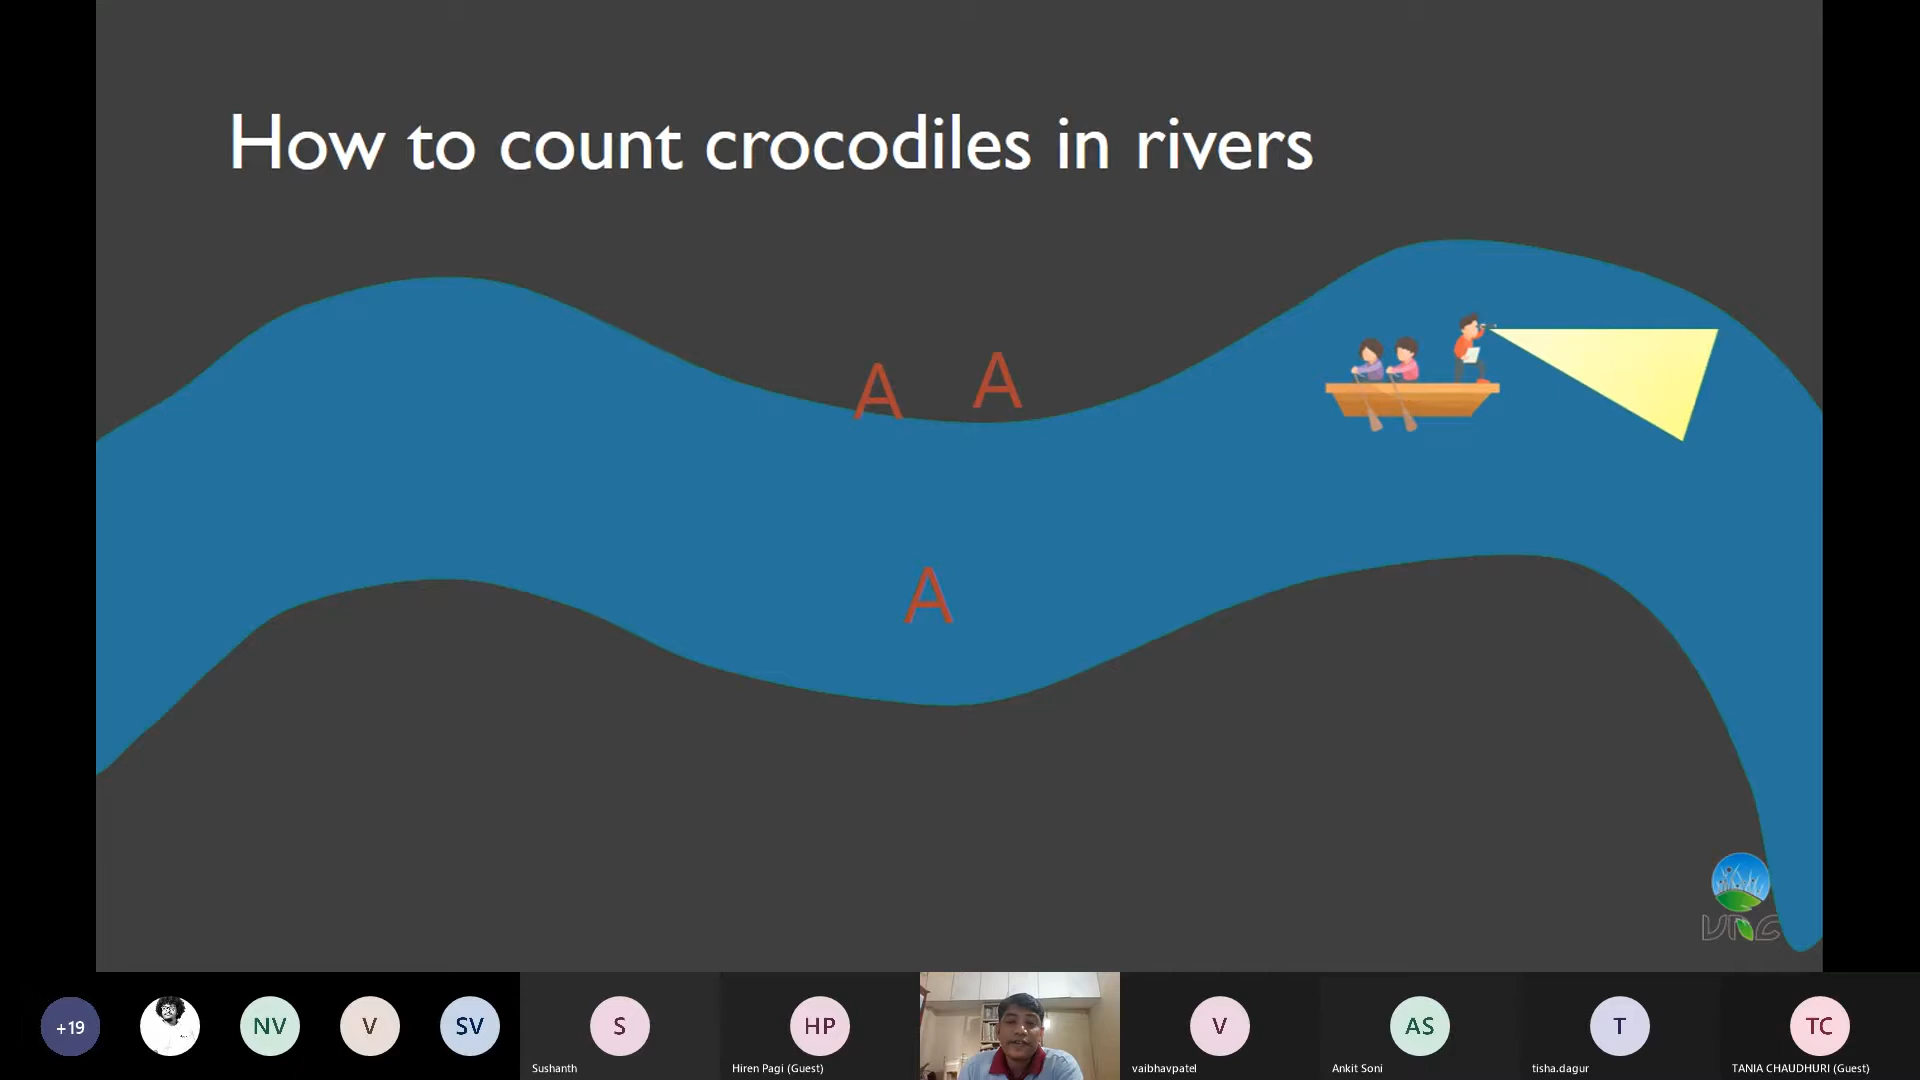 How to count crocodiles in rivers
A
A
A
VNC
+19
NV
V
SV
S
HP
V
AS
T
TC
Sushanth
Hiren Pagi (Guest)
vaibhavpatel
Ankit Soni
tisha.dagur
TANIA CHAUDHURI (Guest)